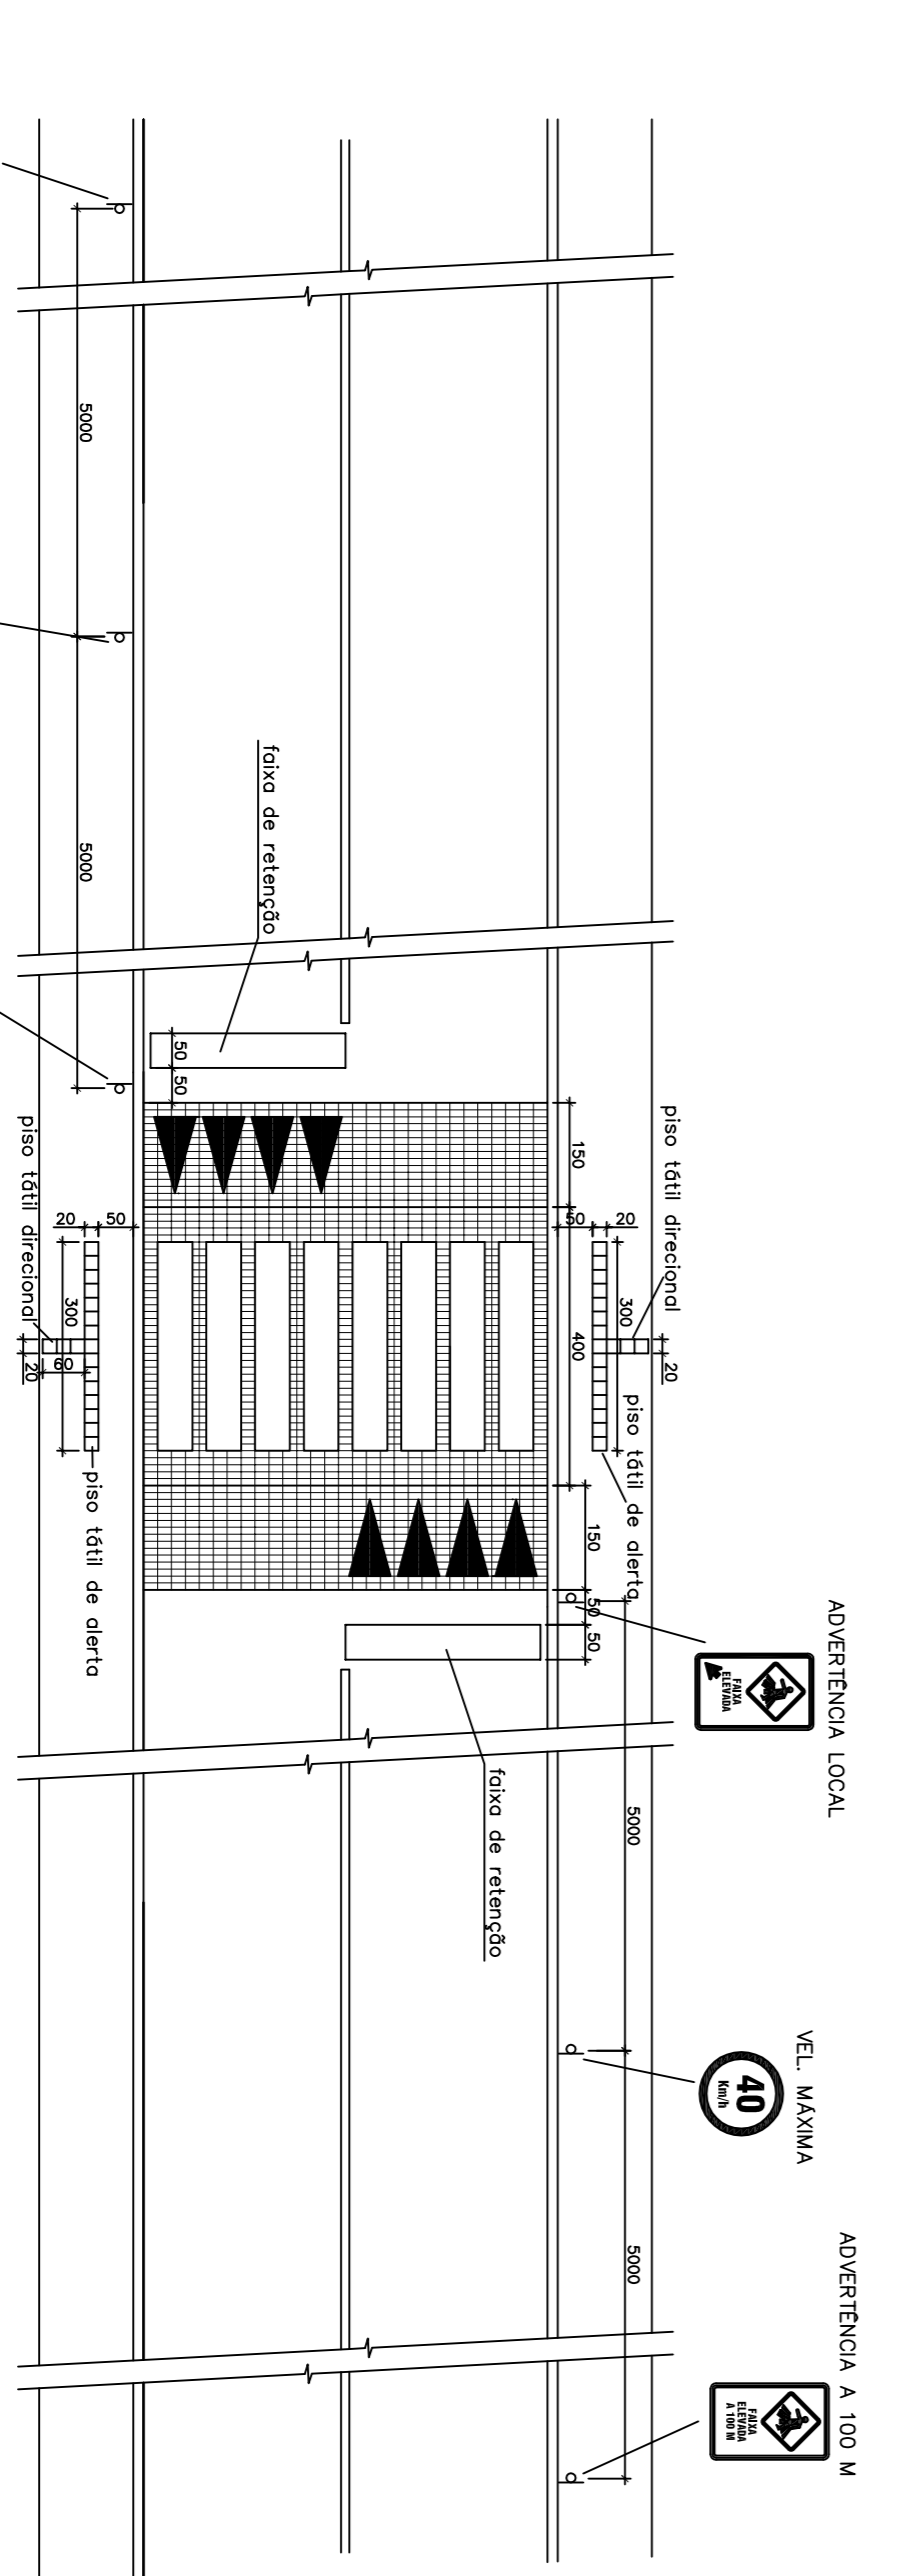 ADVERTÊNCIA LOCAL
FAIXA
ELEVADA
VEL. MÁXIMA
40
Km/h
ADVERTÊNCIA A 100 M
FAIXA
ELEVADA
A 100 M
piso tátil direcional
20
300
piso tátil de alerta
20
50
150
400
150
50
50
5000
5000
faixa de retenção
faixa de retenção
50
50
5000
5000
50
20
300
60
20
piso tátil direcional
piso tátil de alerta